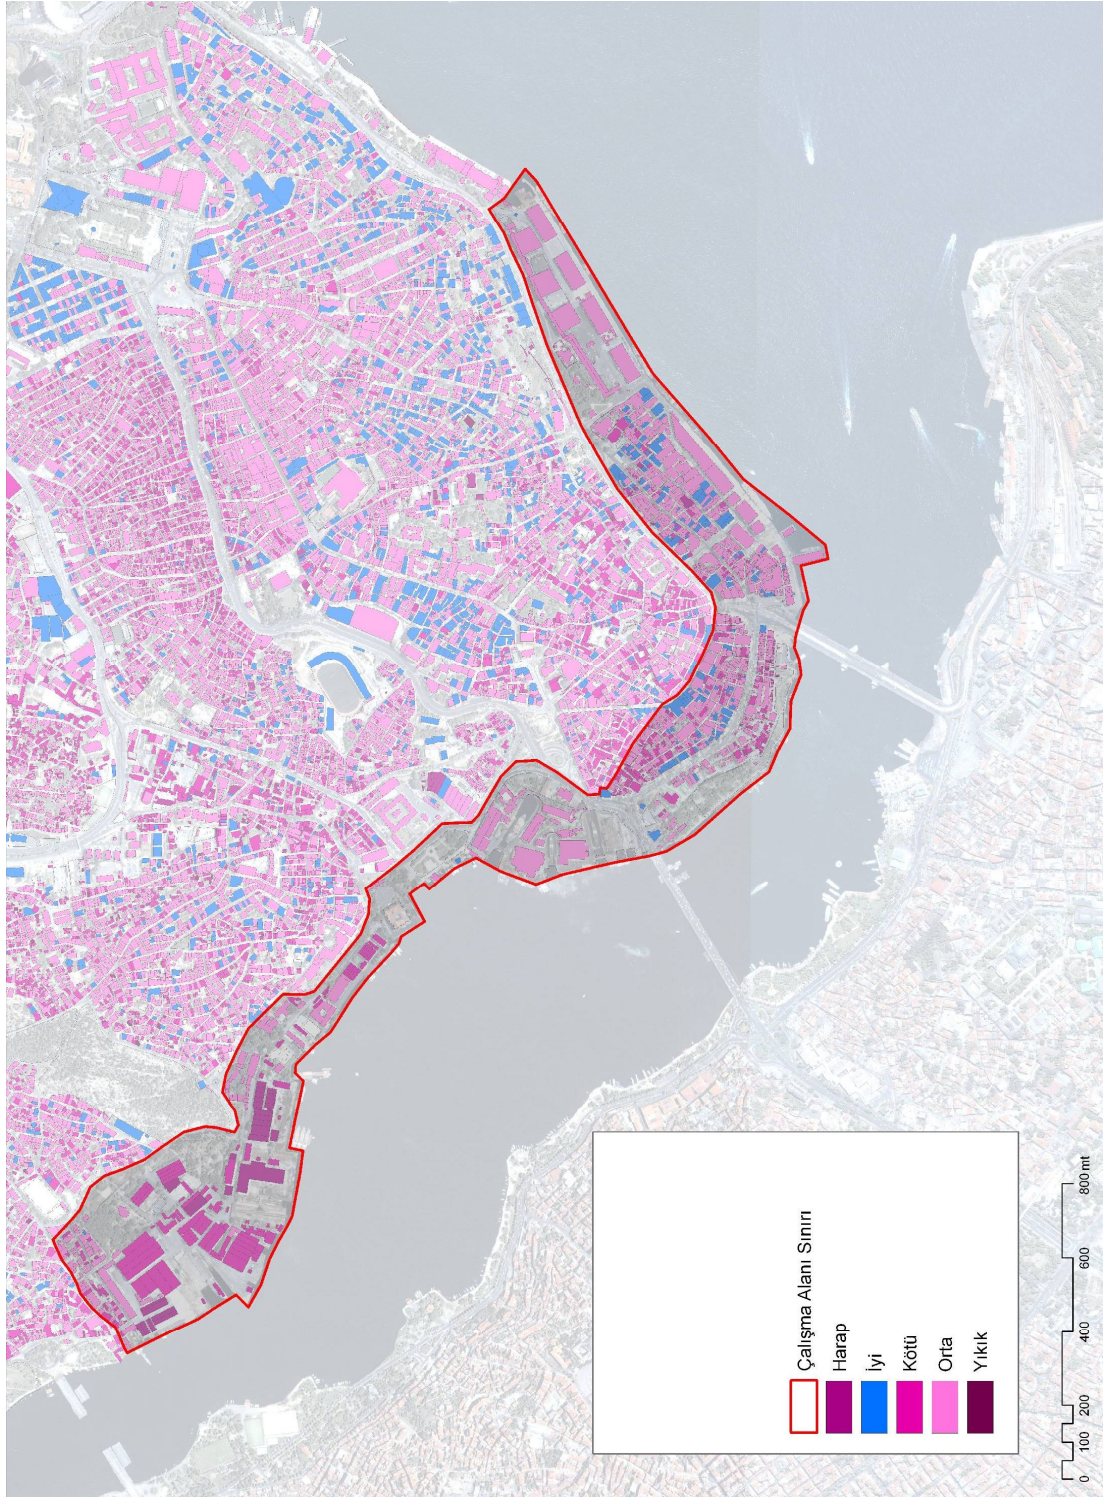 Çalışma Alanı Sınırı
Harap
İyi
Kötü
Orta
Yıkık
0 100 200 400 600 800 mt